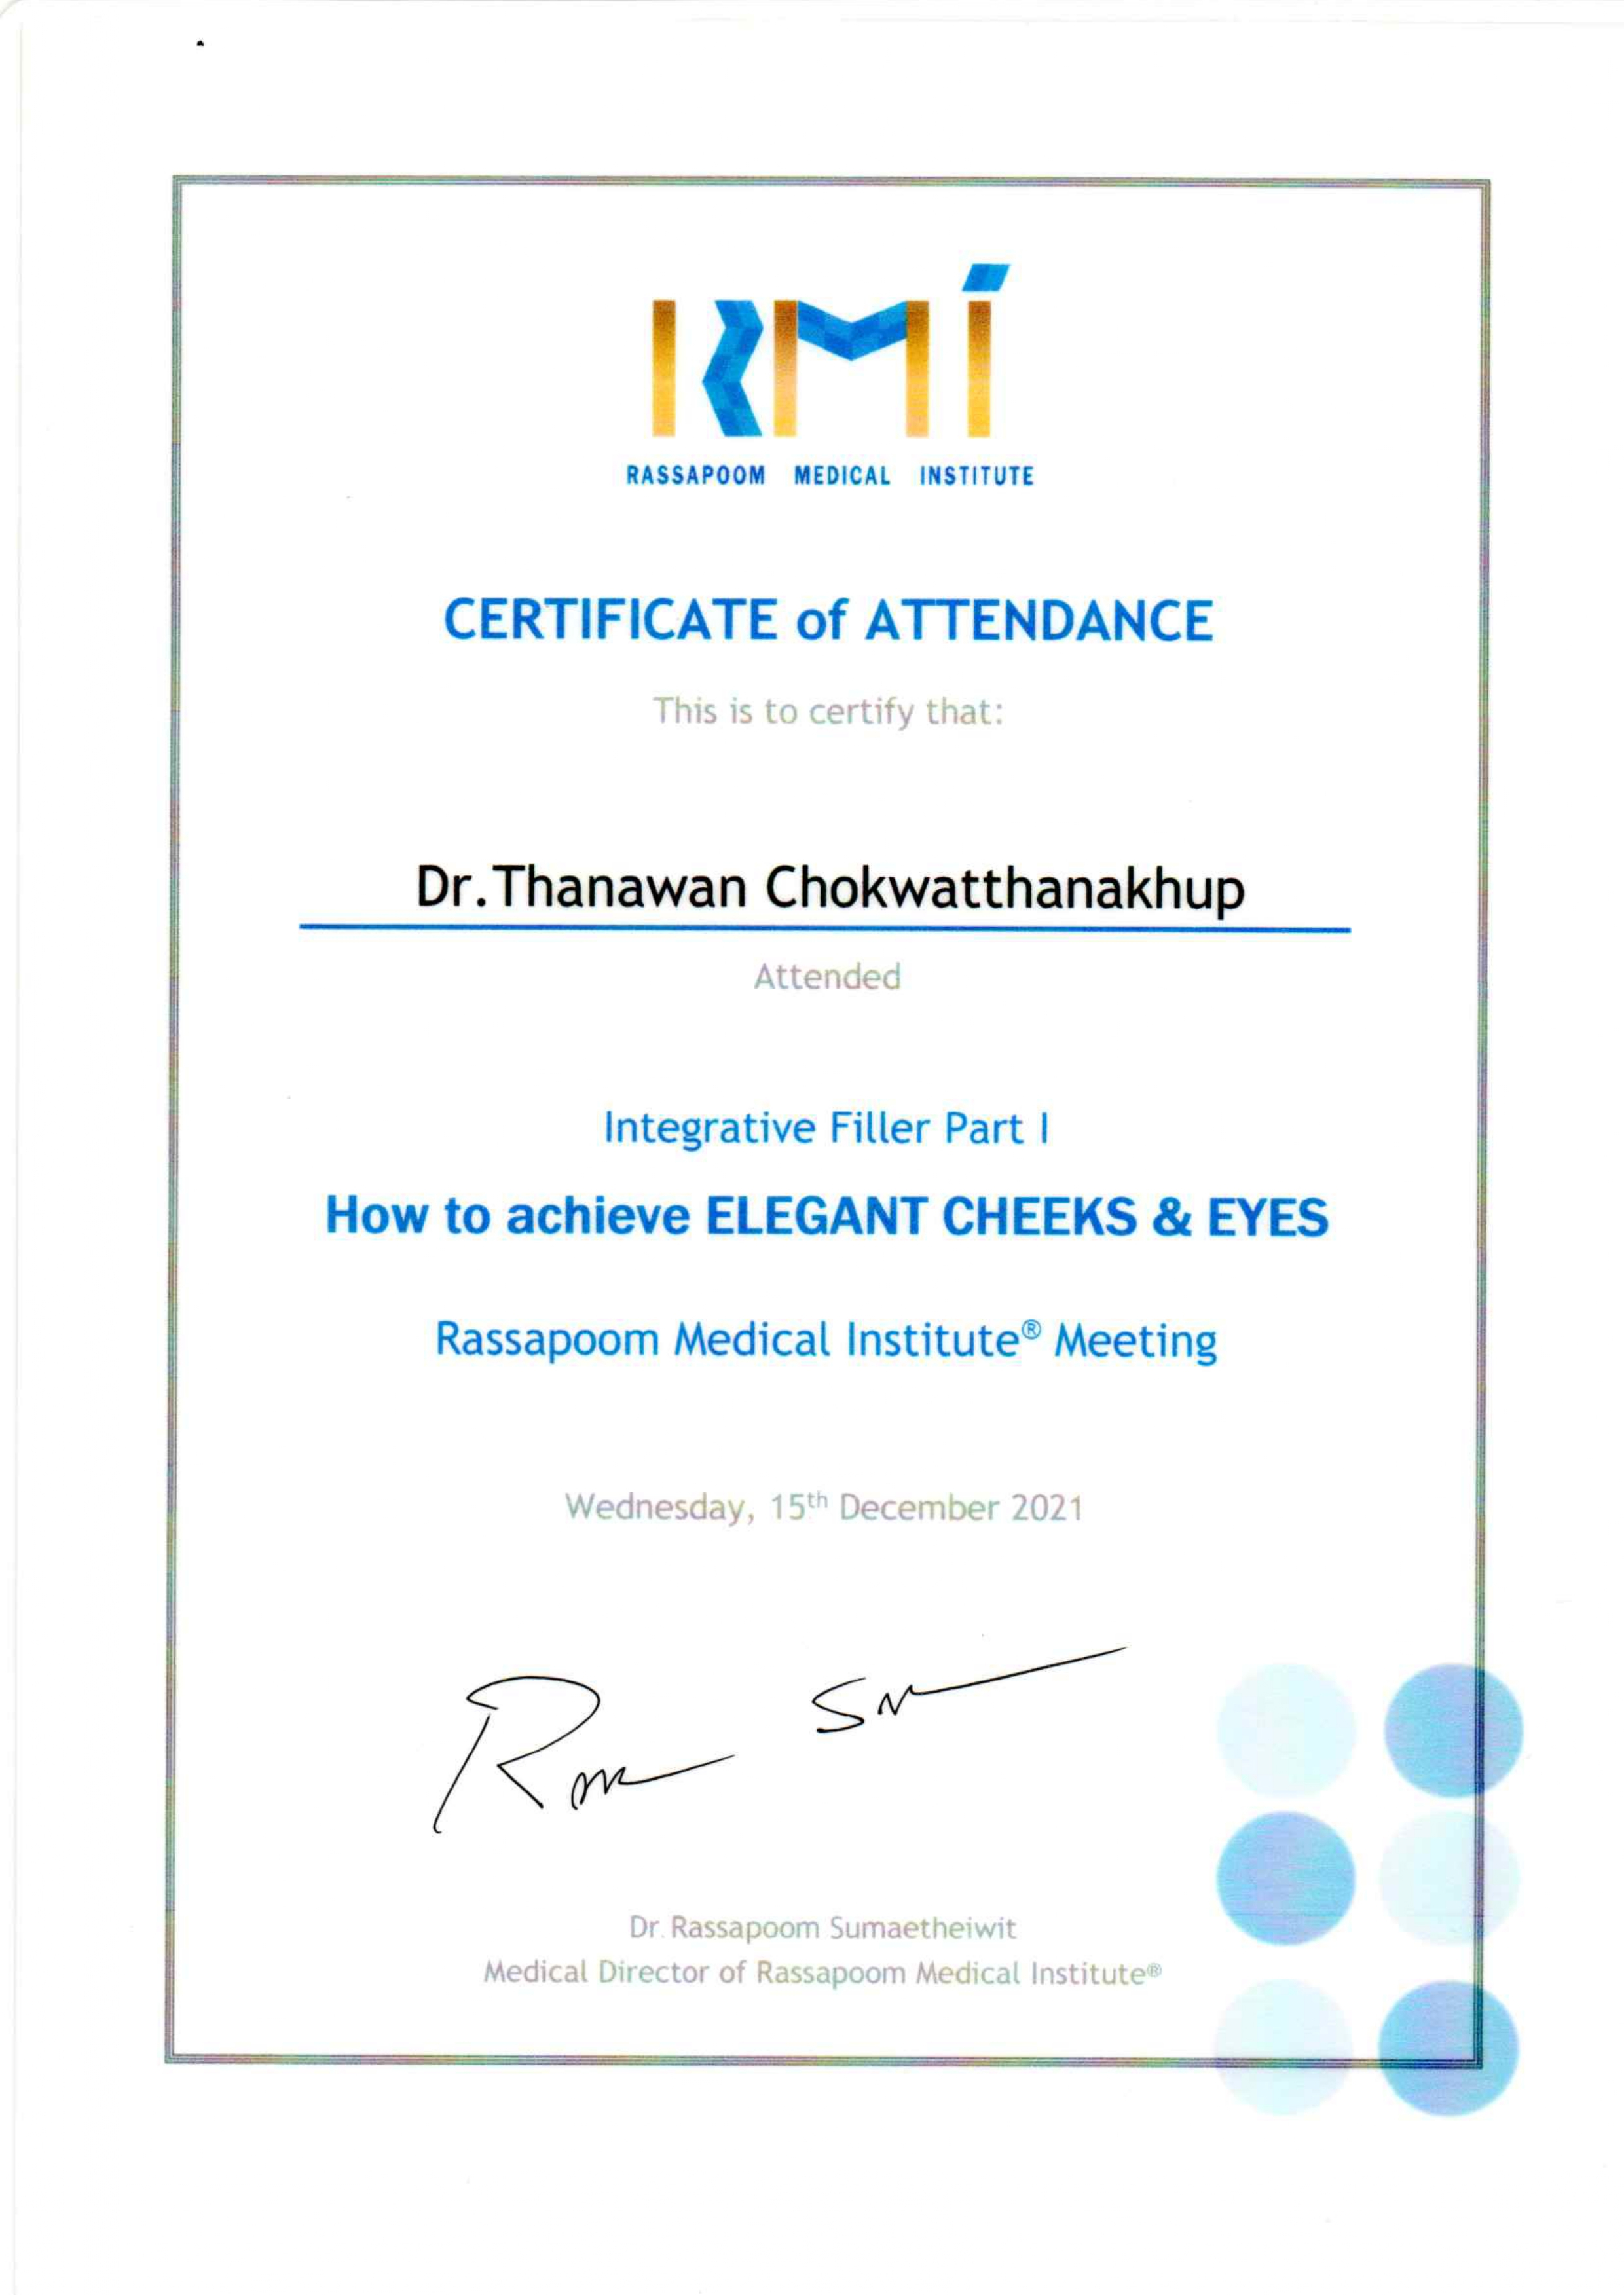 RMI
RASSAPOOM MEDICAL INSTITUTE
CERTIFICATE of ATTENDANCE
This is to certify that:
Dr.Thanawan Chokwatthanakhup
Attended
Integrative Filler Part I
How to achieve ELEGANT CHEEKS & EYES
Rassapoom Medical Institute® Meeting
Wednesday, 15th December 2021
Dr. Rassapoom Sumaetheiwit
Medical Director of Rassapoom Medical Institute®